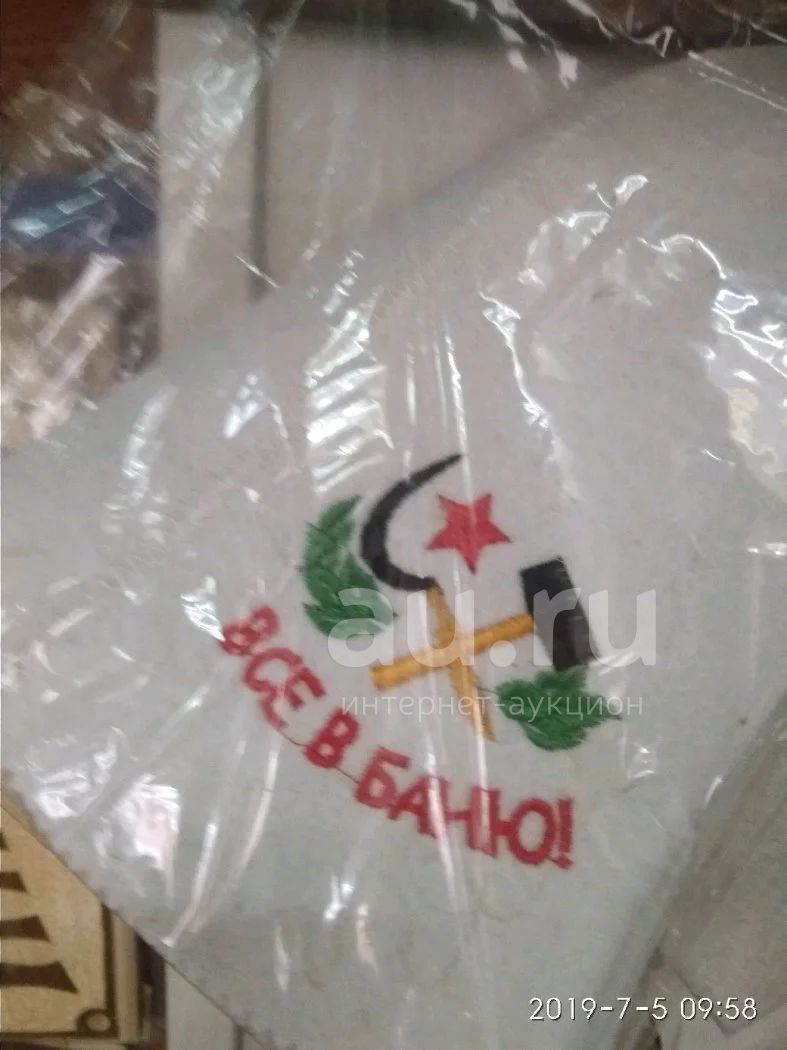 au.ru
интернет-аукцион
ВСЕ В БАНЮ!
2019-7-5 09:58